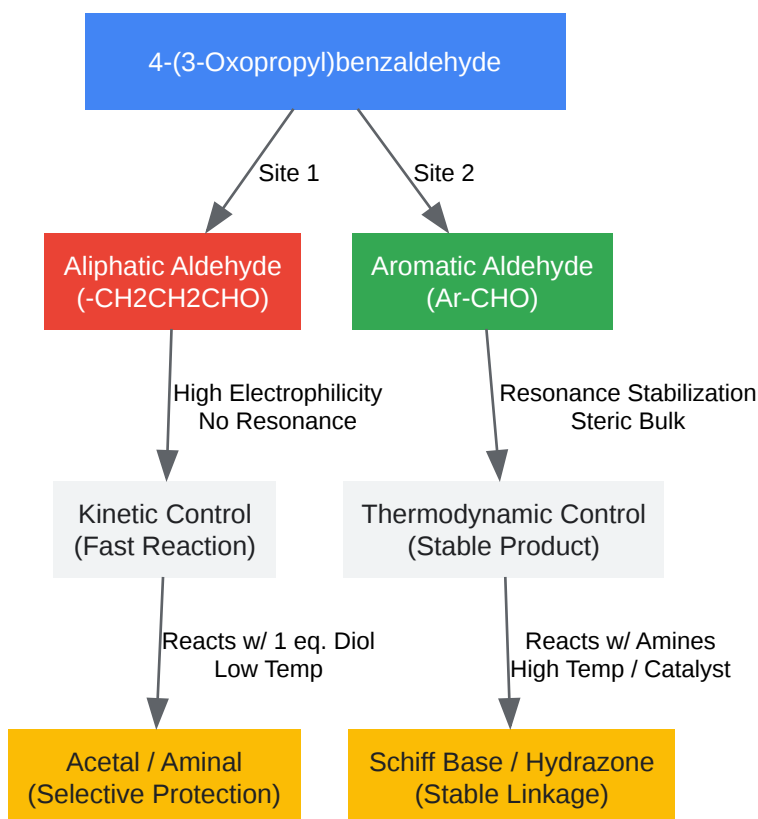 4-(3-Oxopropyl)benzaldehyde
Site 1
Site 2
Aliphatic Aldehyde
(-CH2CH2CHO)
Aromatic Aldehyde
(Ar-CHO)
High Electrophilicity
No Resonance
Resonance Stabilization
Steric Bulk
Kinetic Control
(Fast Reaction)
Thermodynamic Control
(Stable Product)
Reacts w/ 1 eq. Diol
Low Temp
Reacts w/ Amines
High Temp / Catalyst
Acetal / Aminal
(Selective Protection)
Schiff Base / Hydrazone
(Stable Linkage)